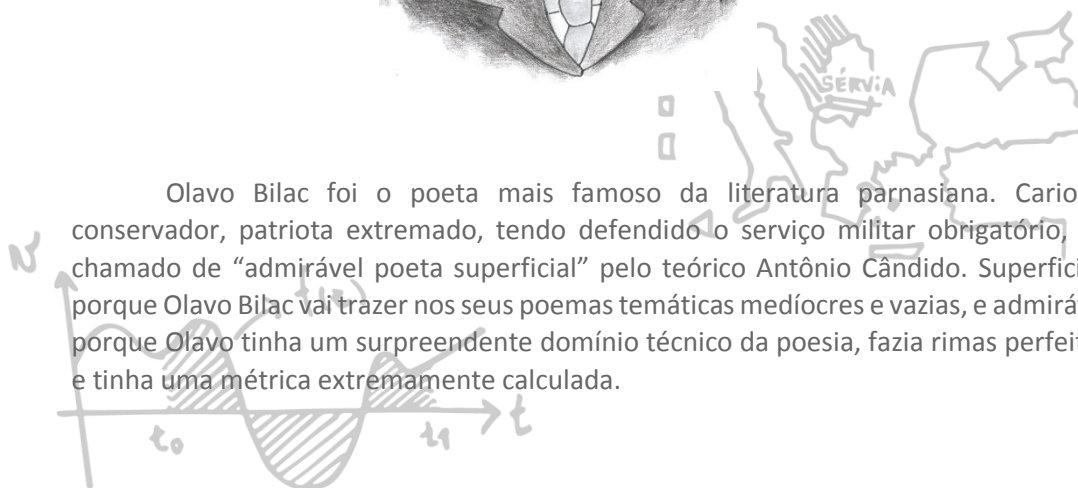 SÉRVIA
Olavo Bilac foi o poeta mais famoso da literatura parnasiana. Cario
conservador, patriota extremado, tendo defendido o serviço militar obrigatório,
chamado de “admirável poeta superficial” pelo teórico Antônio Cândido. Superfici
porque Olavo Bilac vai trazer nos seus poemas temáticas medíocres e vazias, e admirá
porque Olavo tinha um surpreendente domínio técnico da poesia, fazia rimas perfei
e tinha uma métrica extremamente calculada.
t₀ t₁ t